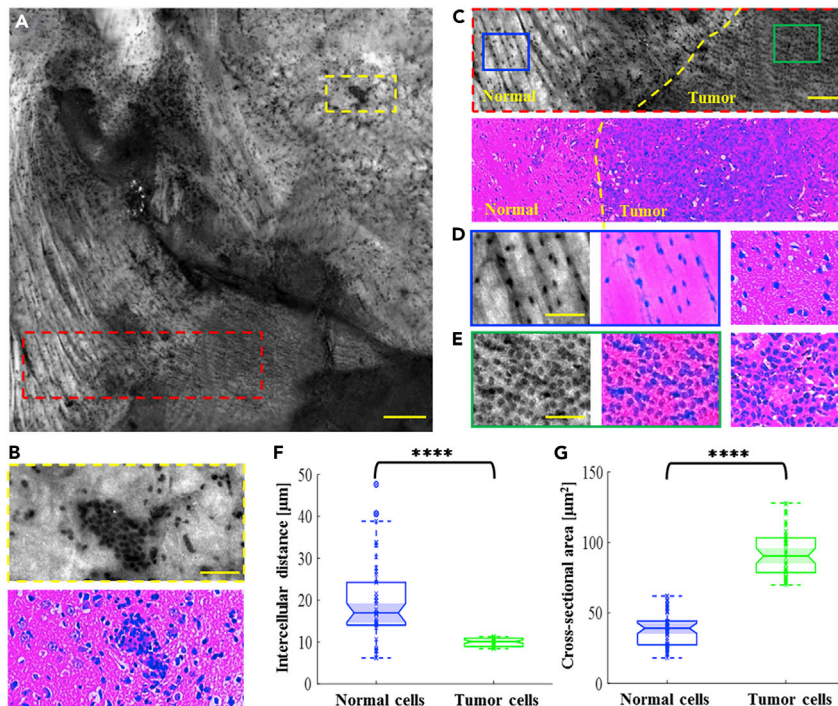 A
C
Normal
Tumor
Normal
Tumor
D
E
B
F
****
Intercellular distance [μm]
50
40
30
20
10
0
Normal cells
Tumor cells
G
****
Cross-sectional area [μm²]
150
100
50
0
Normal cells
Tumor cells